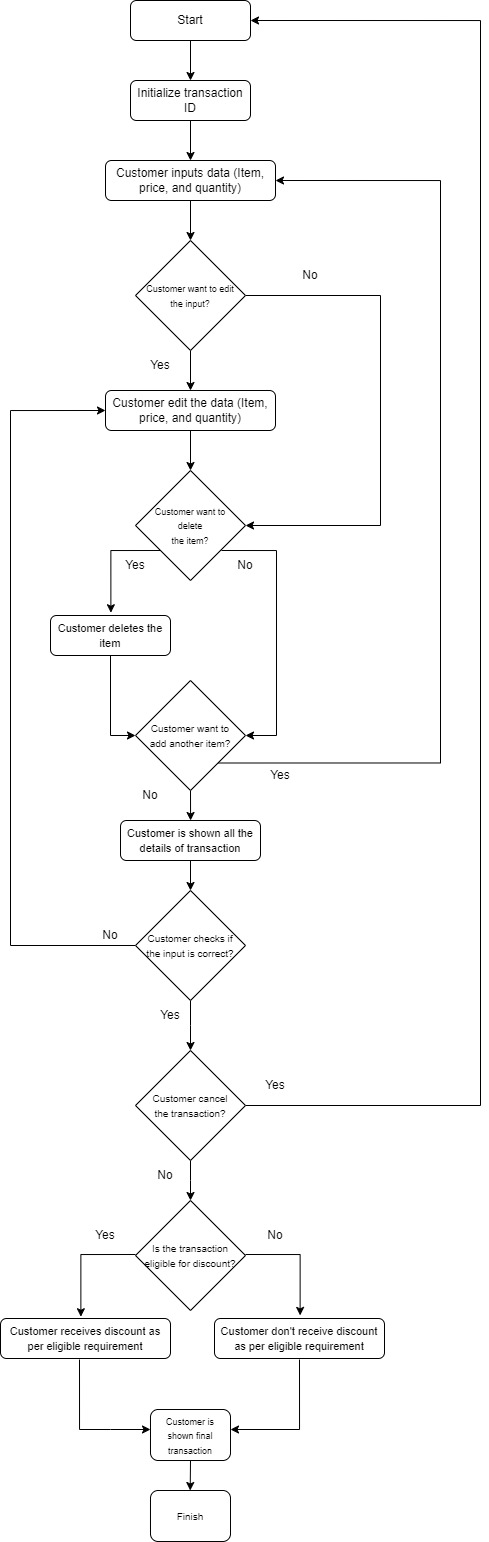 Start
Initialize transaction
ID
Customer inputs data (Item,
price, and quantity)
No
Customer want to edit
the input?
Yes
Customer edit the data (Item,
price, and quantity)
Customer want to
delete
the item?
Yes
No
Customer deletes the
item
Customer want to
add another item?
Yes
No
Customer is shown all the
details of transaction
No
Customer checks if
the input is correct?
Yes
Yes
Customer cancel
the transaction?
No
Yes
No
Is the transaction
eligible for discount?
Customer receives discount as
per eligible requirement
Customer don't receive discount
as per eligible requirement
Customer is
shown final
transaction
Finish